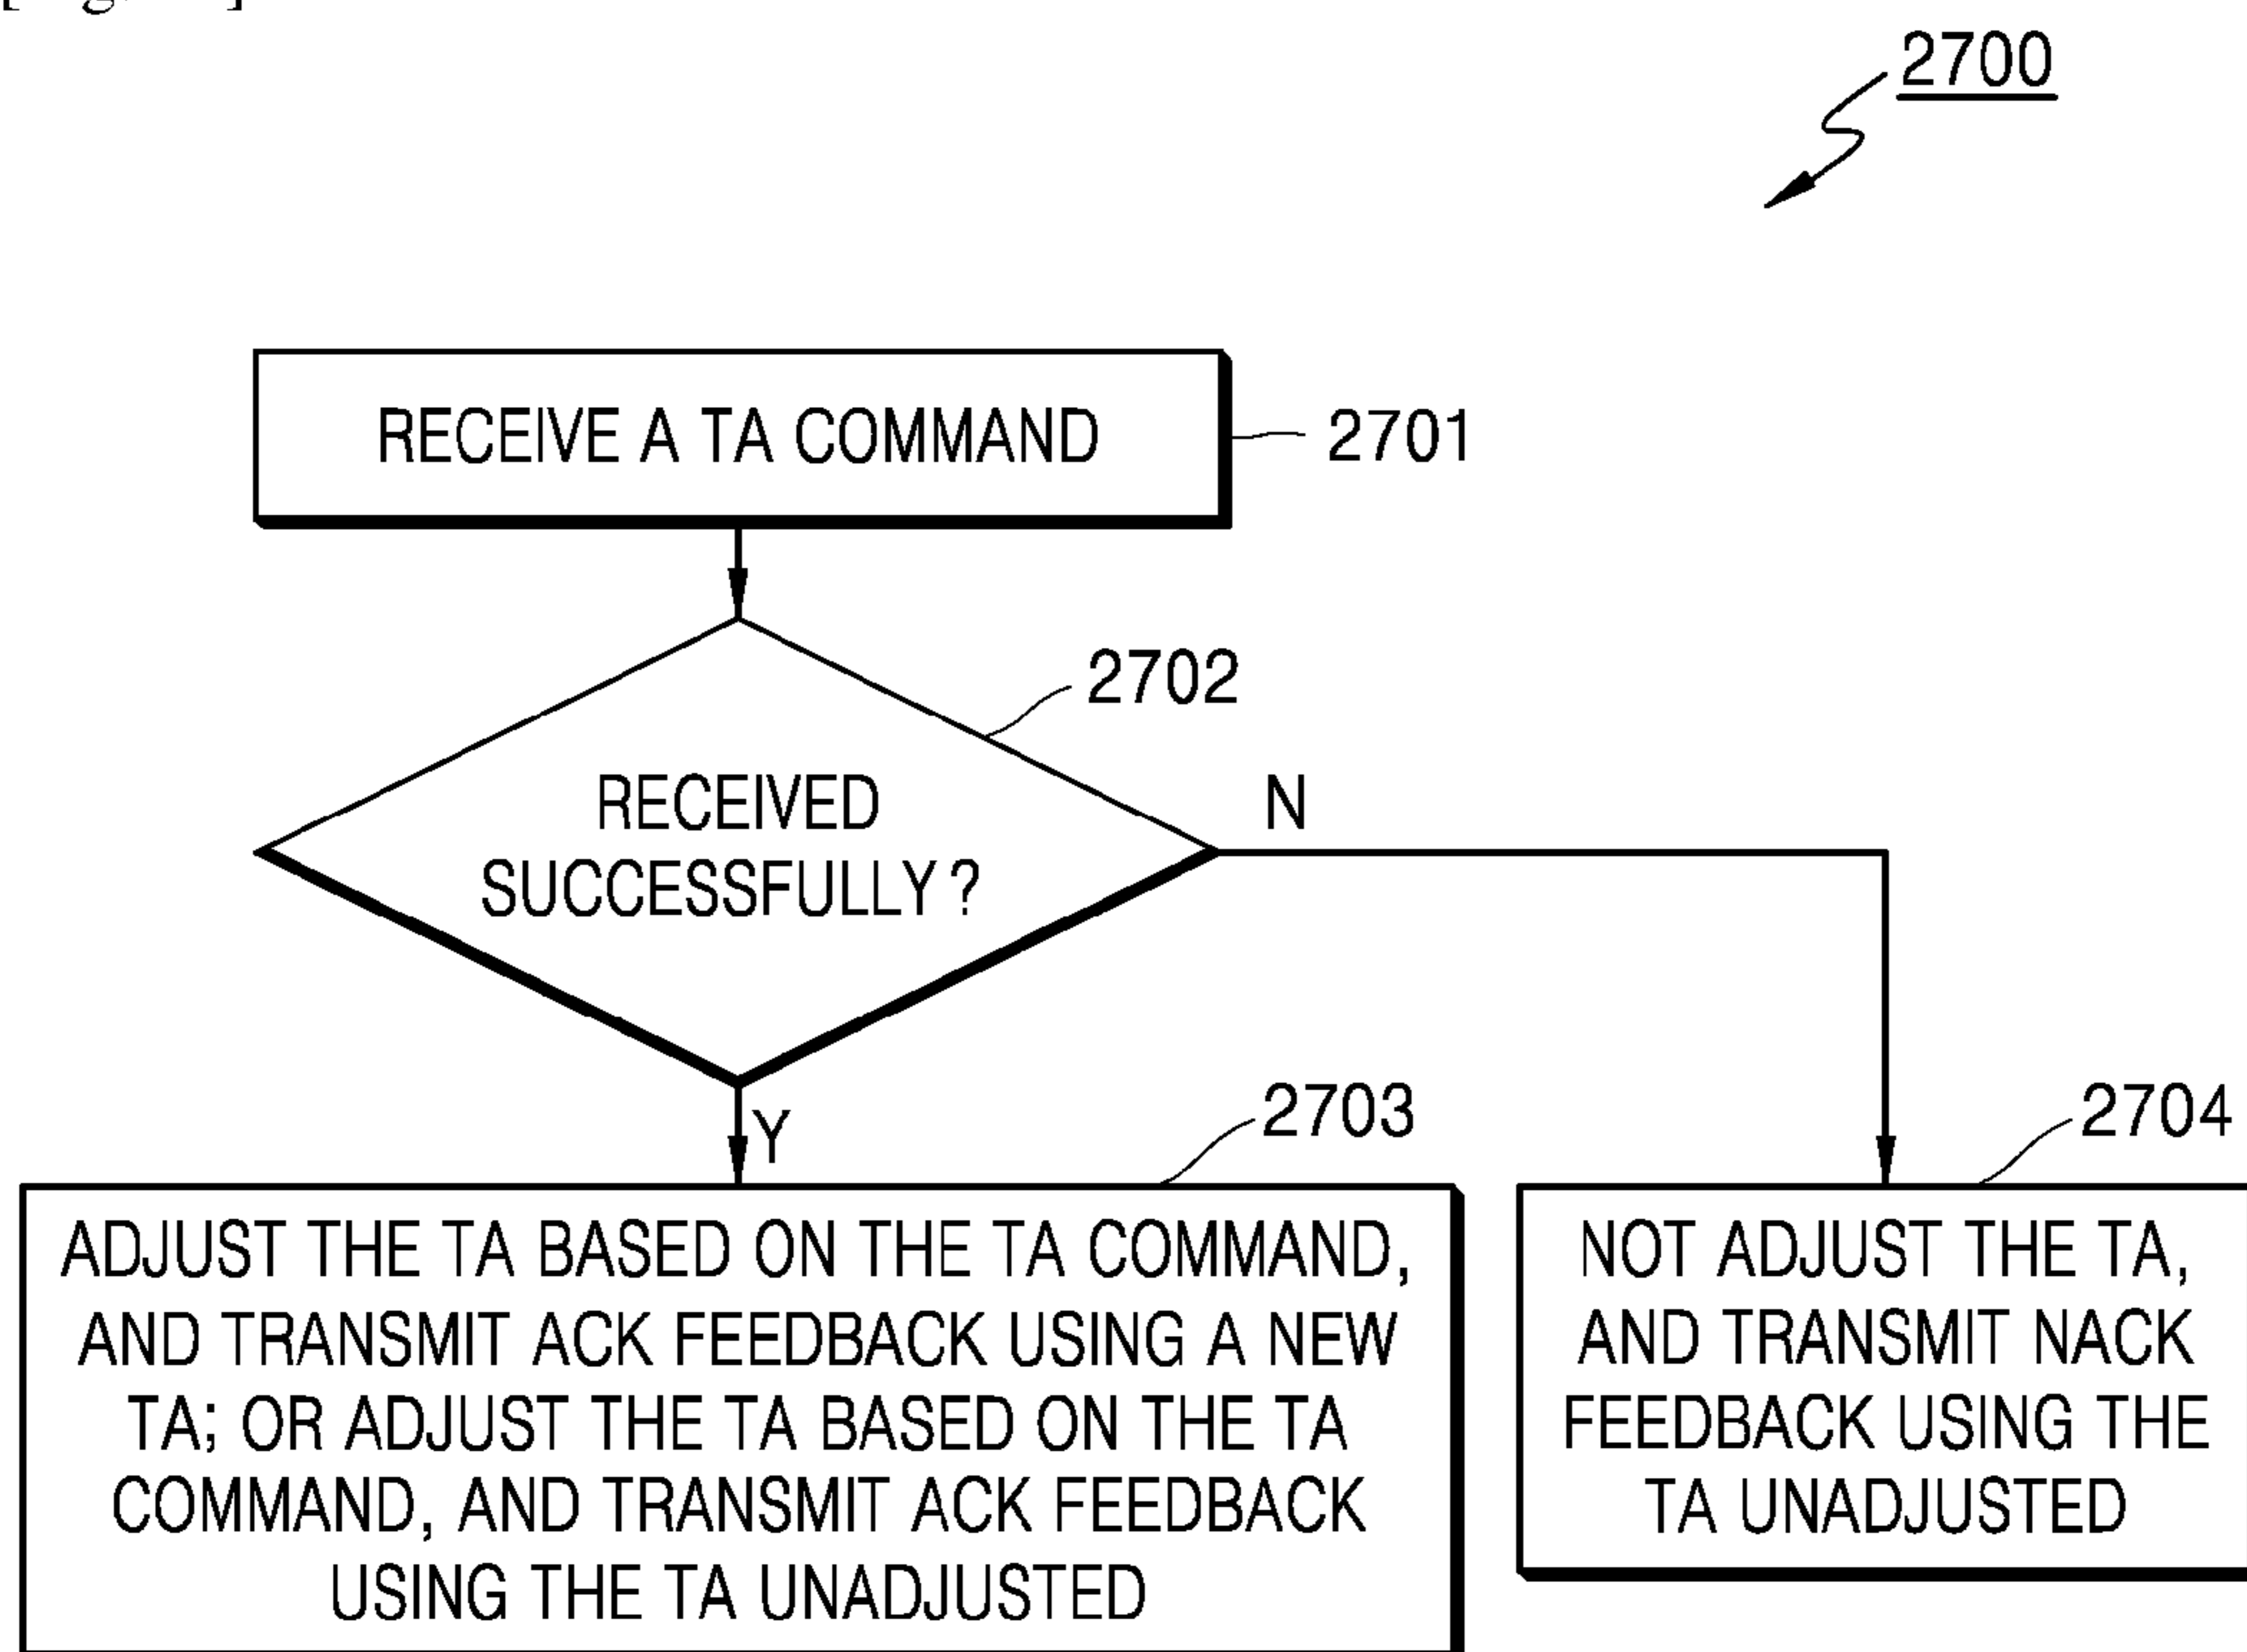 2700
RECEIVE A TA COMMAND
2701
2702
RECEIVED
SUCCESSFULLY?
N
Y
2703
ADJUST THE TA BASED ON THE TA COMMAND,
AND TRANSMIT ACK FEEDBACK USING A NEW
TA; OR ADJUST THE TA BASED ON THE TA
COMMAND, AND TRANSMIT ACK FEEDBACK
USING THE TA UNADJUSTED
2704
NOT ADJUST THE TA,
AND TRANSMIT NACK
FEEDBACK USING THE
TA UNADJUSTED